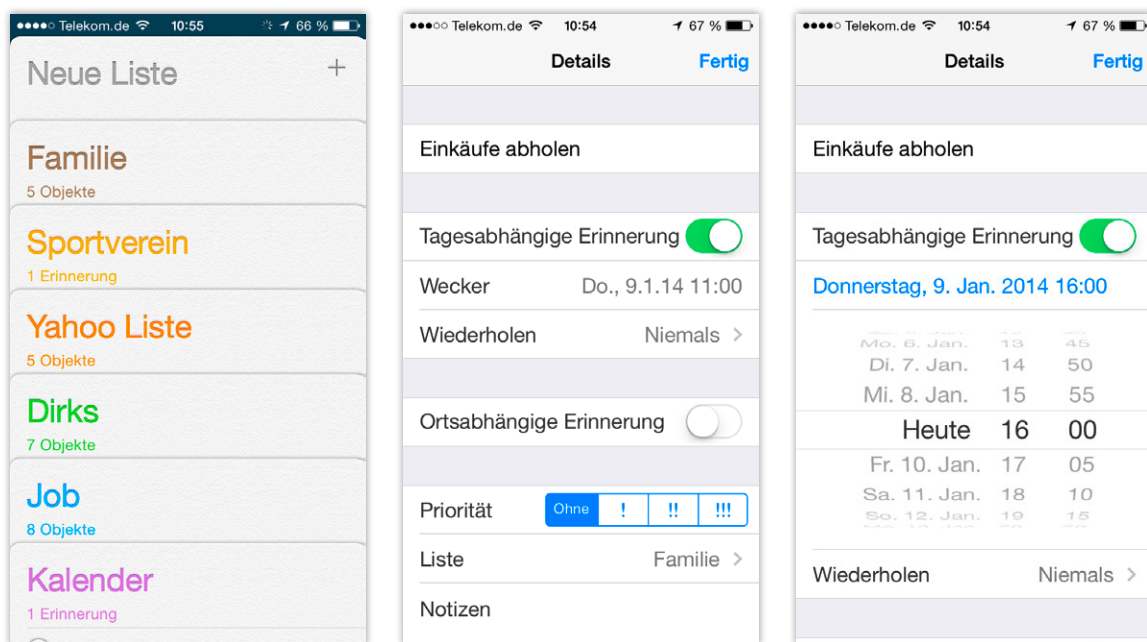 Telekom.de 10:55 66 %
Neue Liste +
Familie
5 Objekte
Sportverein
1 Erinnerung
Yahoo Liste
5 Objekte
Dirks
7 Objekte
Job
8 Objekte
Kalender
1 Erinnerung
Telekom.de 10:54 67 %
Details Fertig
Einkäufe abholen
Tagesabhängige Erinnerung
Wecker Do., 9.1.14 11:00
Wiederholen Niemals >
Ortsabhängige Erinnerung
Priorität Ohne ! !! !!!
Liste Familie >
Notizen
Telekom.de 10:54 67 %
Details Fertig
Einkäufe abholen
Tagesabhängige Erinnerung
Donnerstag, 9. Jan. 2014 16:00
Mo. 6. Jan. 13 45
Di. 7. Jan. 14 50
Mi. 8. Jan. 15 55
Heute 16 00
Fr. 10. Jan. 17 05
Sa. 11. Jan. 18 10
So. 12. Jan. 19 15
Wiederholen Niemals >